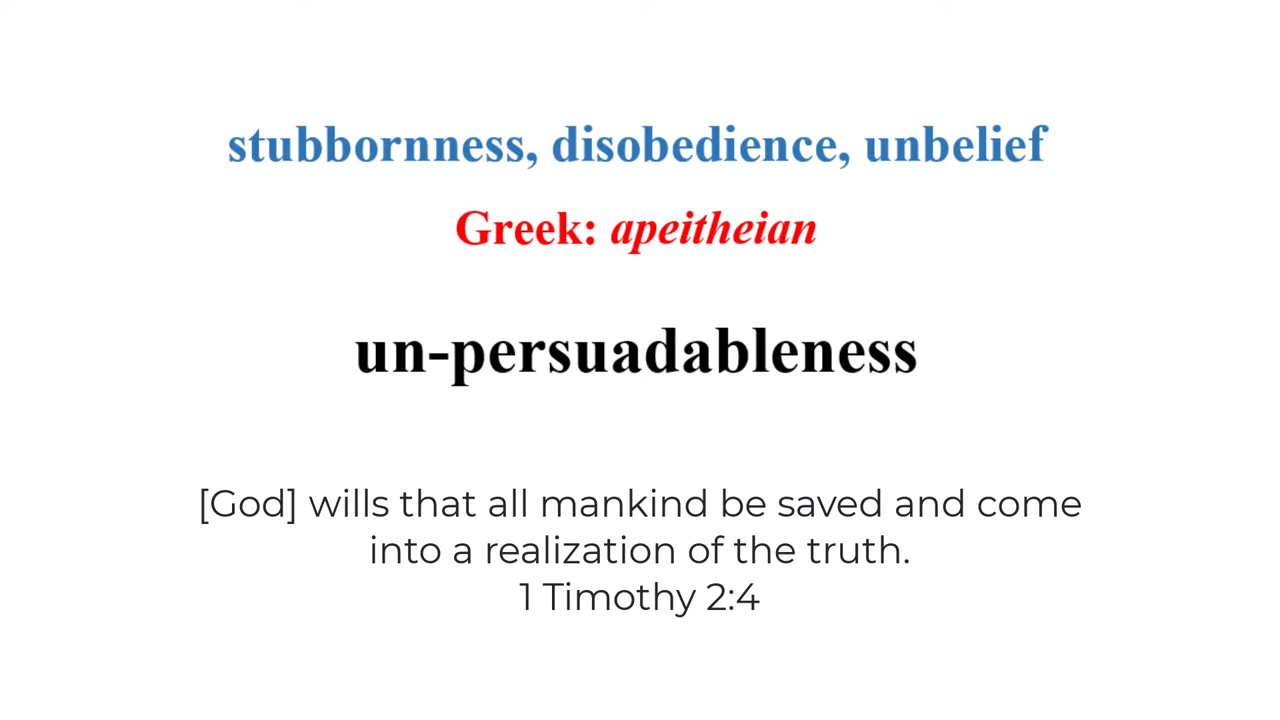 stubbornness, disobedience, unbelief
Greek: apeitheian
un-persuadableness
[God] wills that all mankind be saved and come
into a realization of the truth.
1 Timothy 2:4